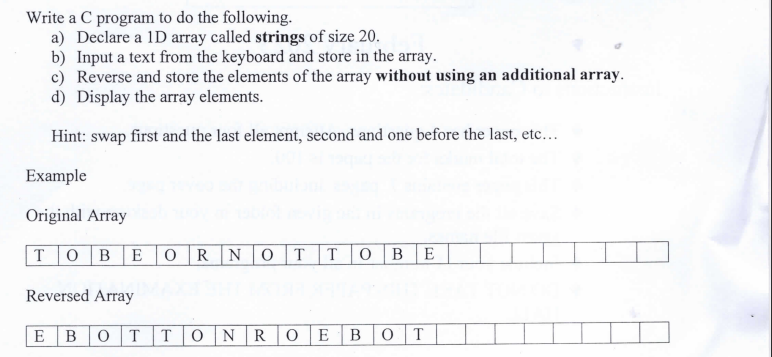 Write a C program to do the following.
a) Declare a 1D array called strings of size 20.
b) Input a text from the keyboard and store in the array.
c) Reverse and store the elements of the array without using an additional array.
d) Display the array elements.
Hint: swap first and the last element, second and one before the last, etc…
Example
Original Array
T O B E O R N O T T O B E
Reversed Array
E B O T T O N R O E B O T